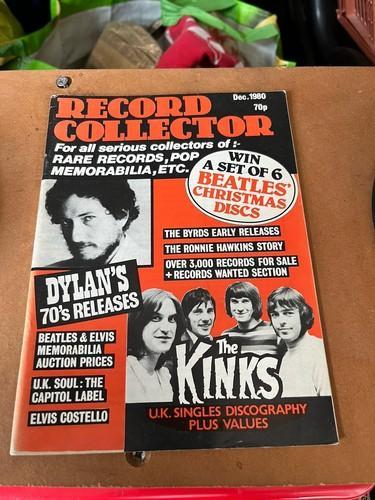 Dec. 1980
70p
RECORD
COLLECTOR
For all serious collectors of :-
RARE RECORDS, POP
MEMORABILIA, ETC.
WIN
A SET OF 6
BEATLES'
CHRISTMAS
DISCS
THE BYRDS EARLY RELEASES
THE RONNIE HAWKINS STORY
OVER 3,000 RECORDS FOR SALE
+ RECORDS WANTED SECTION
DYLAN'S
70's RELEASES
BEATLES & ELVIS
MEMORABILIA
AUCTION PRICES
U.K. SOUL: THE
CAPITOL LABEL
ELVIS COSTELLO
The
KINKS
U.K. SINGLES DISCOGRAPHY
PLUS VALUES